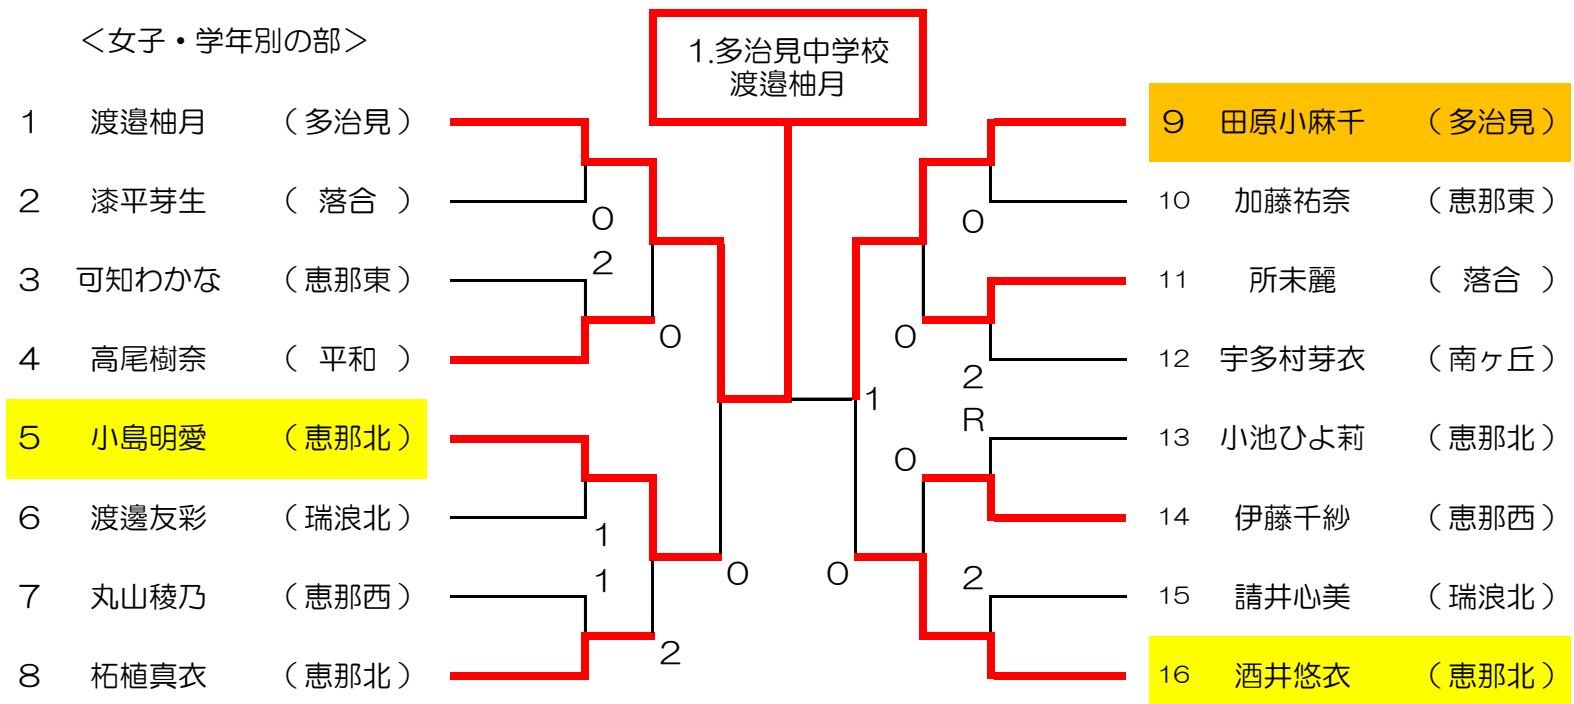 ＜女子・学年別の部＞
1.多治見中学校
渡邉柚月
1 渡邉柚月 （多治見）
2 漆平芽生 （ 落合 ）
3 可知わかな （恵那東）
4 高尾樹奈 （ 平和 ）
5 小島明愛 （恵那北）
6 渡邊友彩 （瑞浪北）
7 丸山稜乃 （恵那西）
8 柘植真衣 （恵那北）
0
2
0
1
1
2
0
1
0
0
0
2
R
0
2
9 田原小麻千 （多治見）
10 加藤祐奈 （恵那東）
11 所未麗 （ 落合 ）
12 宇多村芽衣 （南ヶ丘）
13 小池ひよ莉 （恵那北）
14 伊藤千紗 （恵那西）
15 請井心美 （瑞浪北）
16 酒井悠衣 （恵那北）